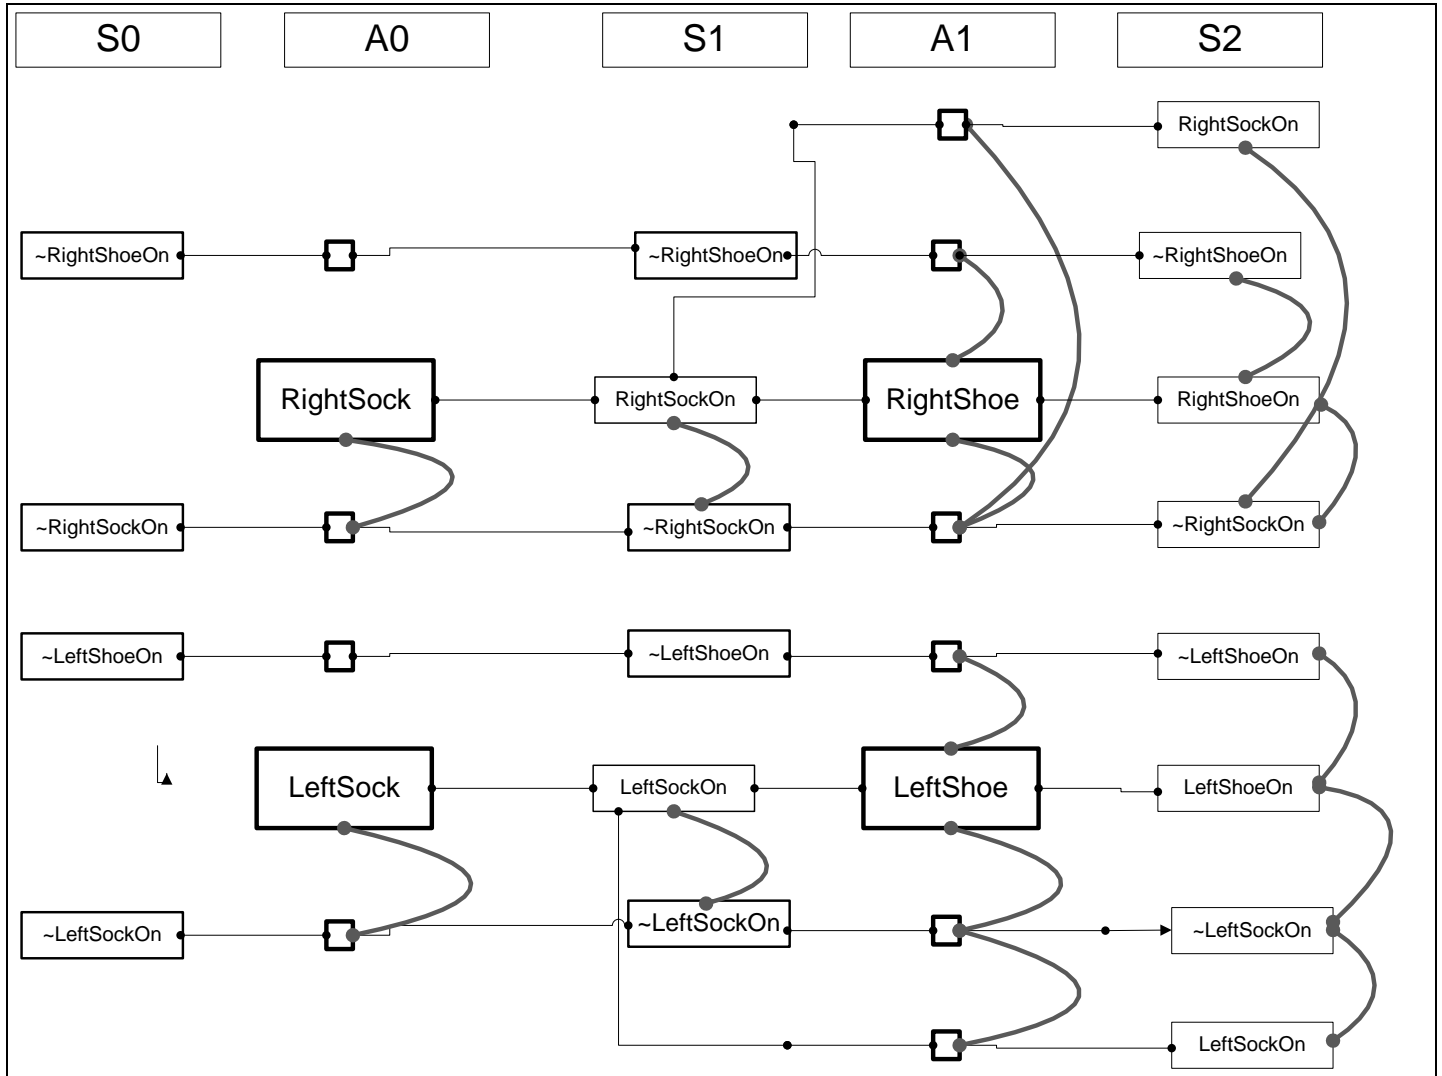 S0 A0 S1 A1 S2
RightSockOn
~RightShoeOn ~RightShoeOn ~RightShoeOn
RightSock RightSockOn RightShoe RightShoeOn
~RightSockOn ~RightSockOn ~RightSockOn
~LeftShoeOn ~LeftShoeOn ~LeftShoeOn
LeftSock LeftSockOn LeftShoe LeftShoeOn
~LeftSockOn ~LeftSockOn ~LeftSockOn
LeftSockOn